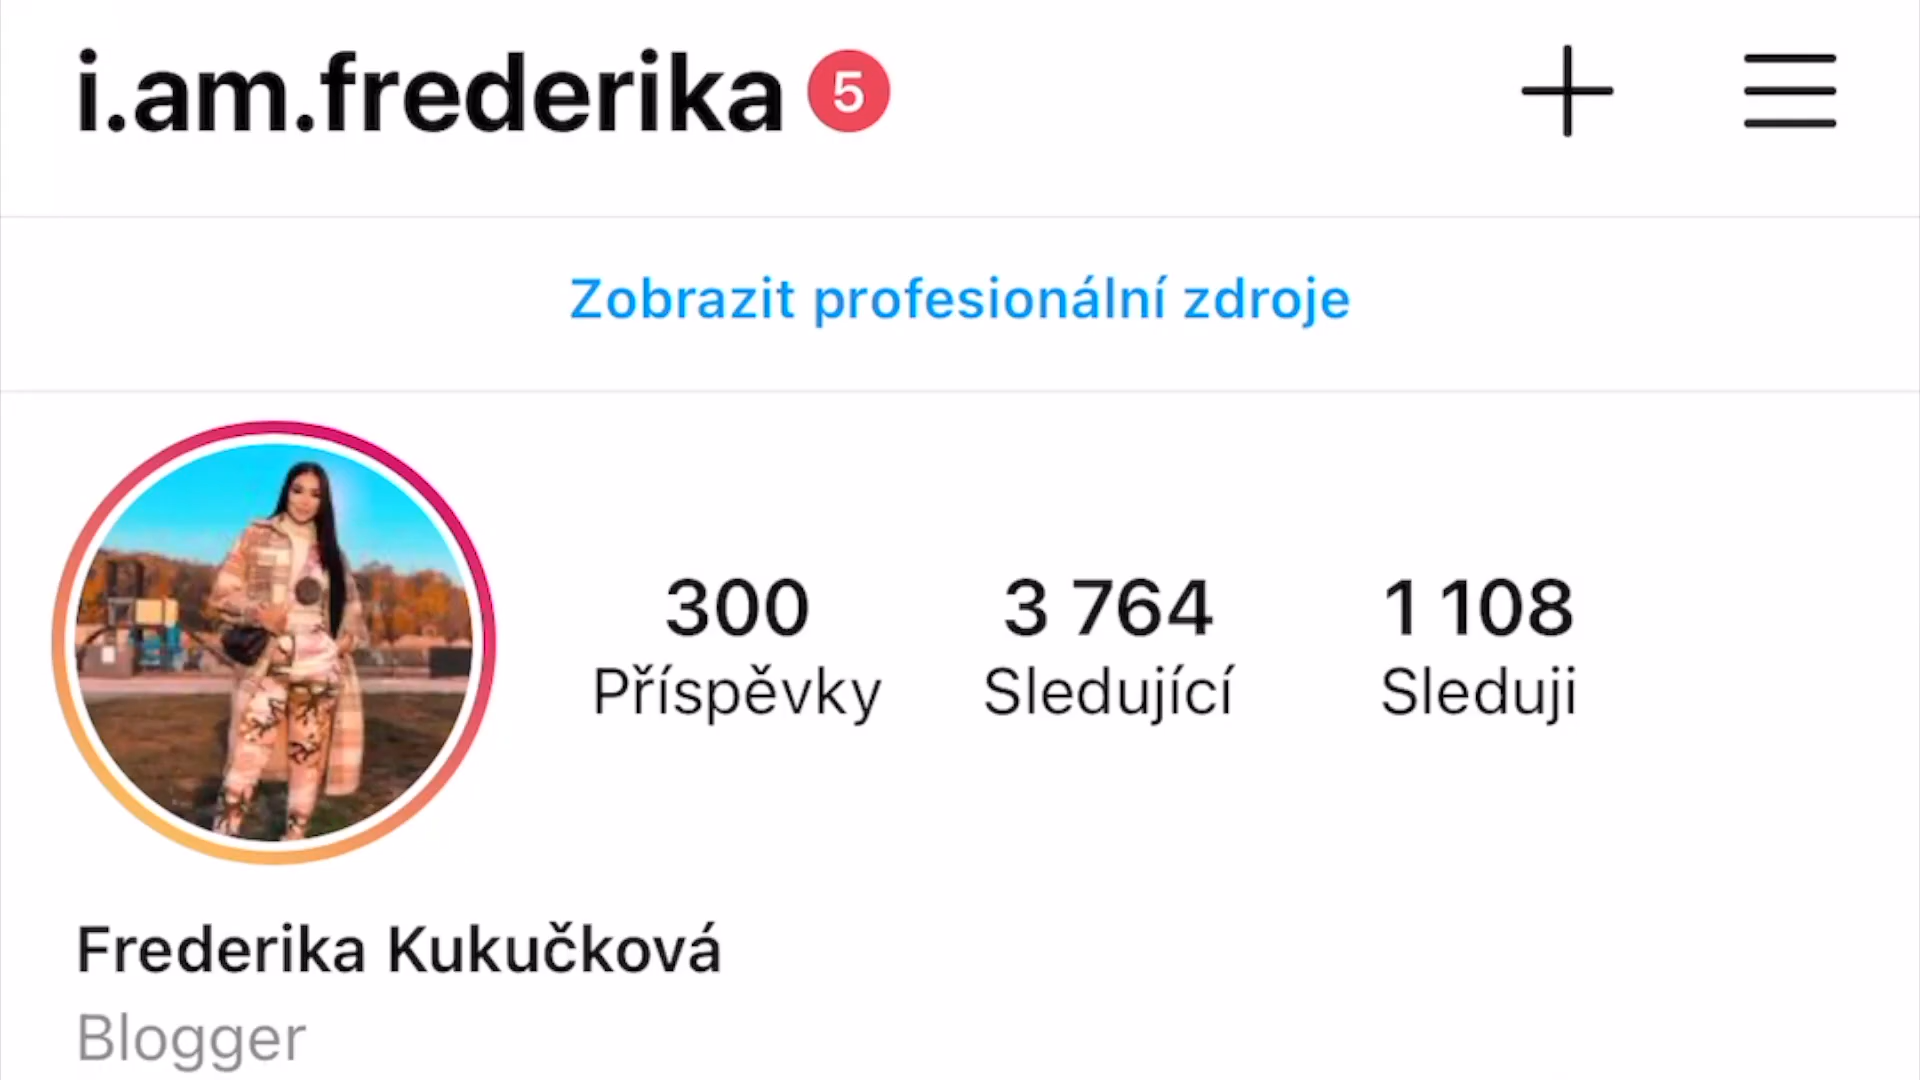 i.am.frederika 5
Zobrazit profesionální zdroje
300 3 764 1 108
Příspěvky Sledující Sleduji
Frederika Kukučková
Blogger